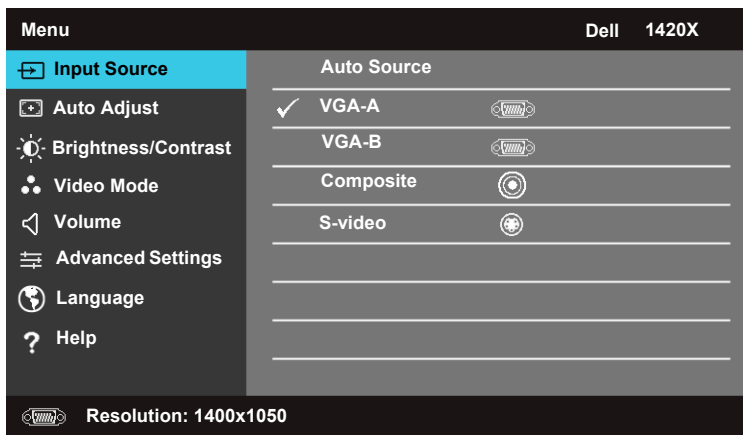 Menu
Dell 1420X
Input Source
Auto Adjust
Brightness/Contrast
Video Mode
Volume
Advanced Settings
Language
Help
Auto Source
VGA-A
VGA-B
Composite
S-video
Resolution: 1400x1050